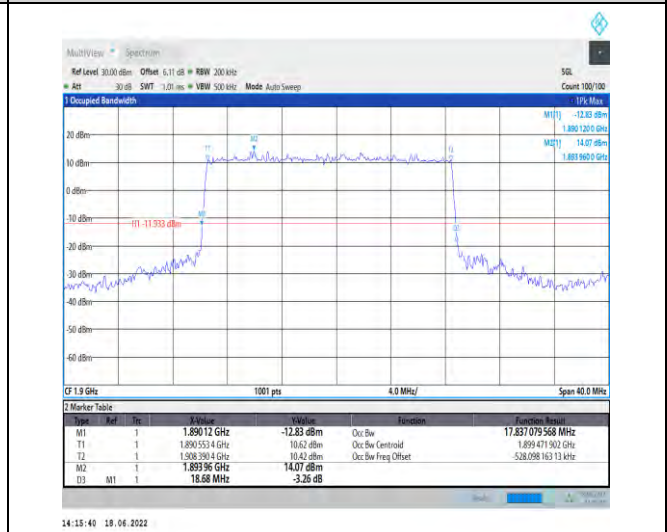 MultiView Spectrum
Ref Level 30.00 dBm Offset 6.11 dB RBW 200 kHz SGL
Att 30 dB SWT 1.01 ms VBW 500 kHz Mode Auto Sweep Count 100/100
1 Occupied Bandwidth 1Pk Max
M1[1] -12.83 dBm
1.890 120 0 GHz
M2[1] 14.07 dBm
1.893 960 0 GHz
20 dBm
M2
T1
T2
10 dBm
0 dBm
-10 dBm
M1
H1 -11.933 dBm
D3
-20 dBm
-30 dBm
-40 dBm
-50 dBm
-60 dBm
CF 1.9 GHz 1001 pts 4.0 MHz/ Span 40.0 MHz
2 Marker Table
Type Ref Trc X-Value Y-Value Function Function Result
M1 1 1.89012 GHz -12.83 dBm Occ Bw 17.837 079 568 MHz
T1 1 1.890 553 4 GHz 10.62 dBm Occ Bw Centroid 1.899 471 902 GHz
T2 1 1.908 390 4 GHz 10.42 dBm Occ Bw Freq Offset -528.098 163 13 kHz
M2 1 1.893 96 GHz 14.07 dBm
D3 M1 1 18.68 MHz -3.26 dB
14:15:40 18.06.2022